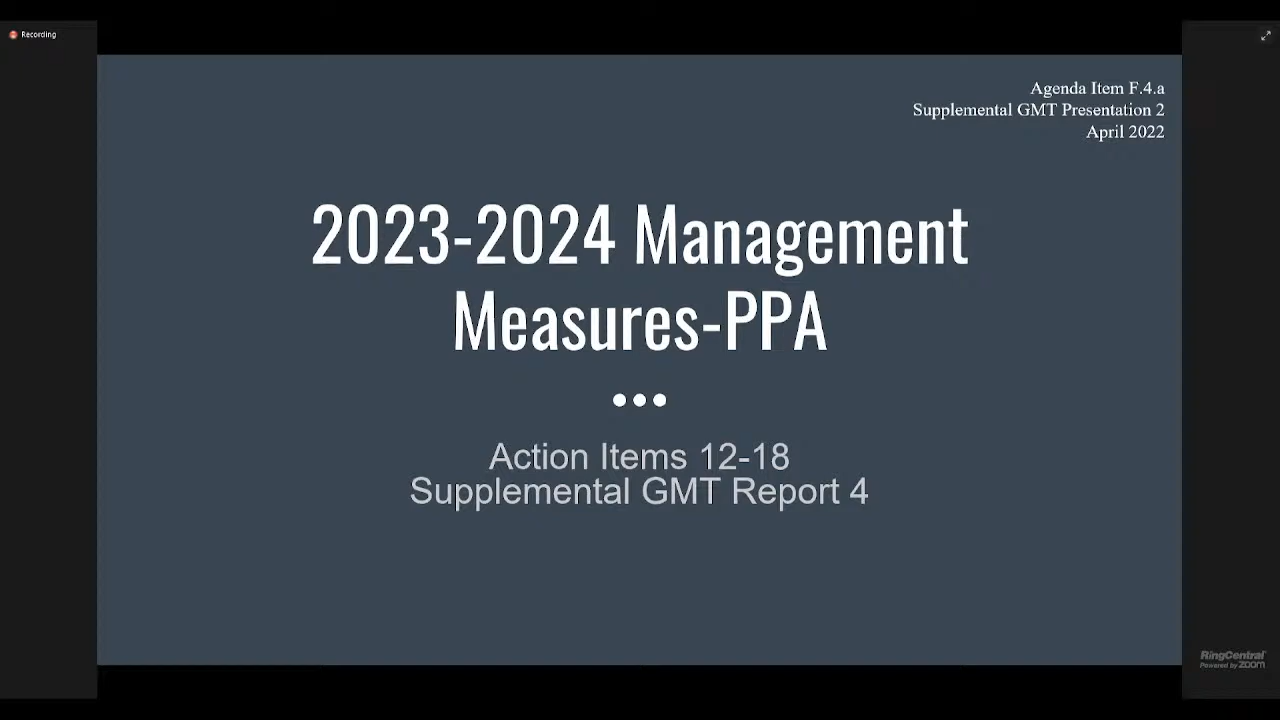 Recording
Agenda Item F.4.a
Supplemental GMT Presentation 2
April 2022
2023-2024 Management
Measures-PPA
Action Items 12-18
Supplemental GMT Report 4
RingCentral
Powered by zoom